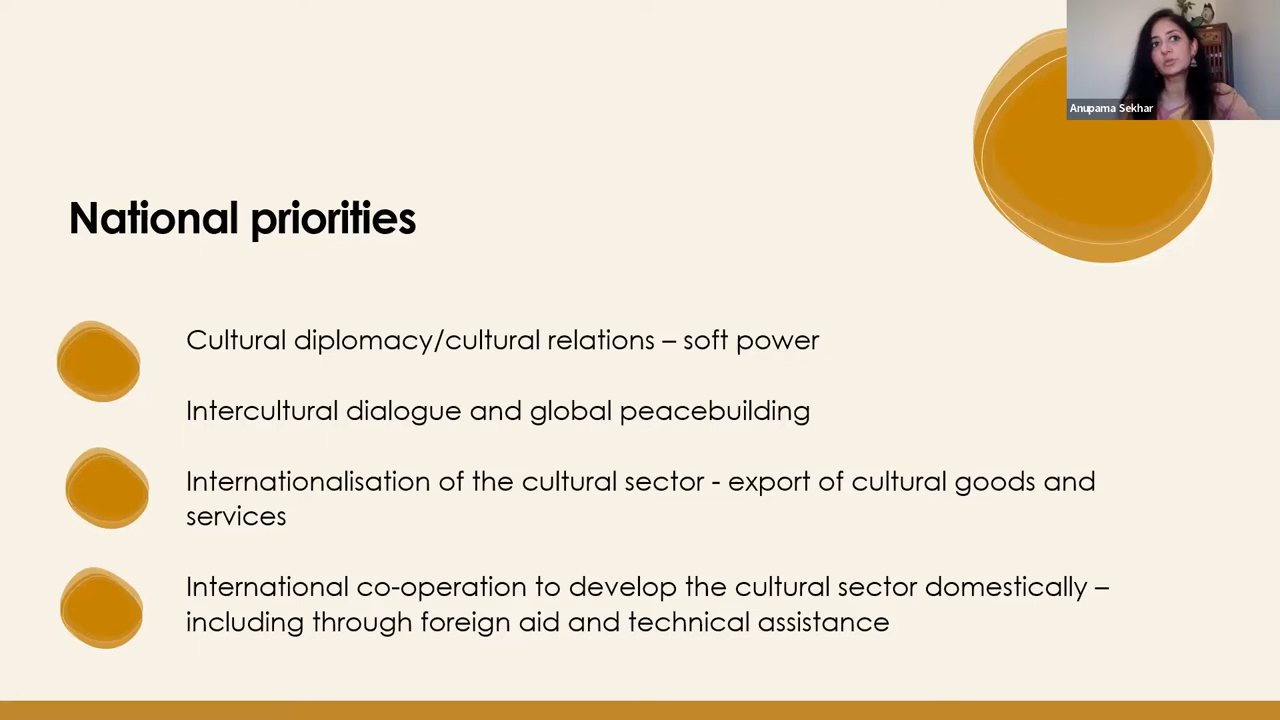 Anupama Sekhar
National priorities
Cultural diplomacy/cultural relations – soft power
Intercultural dialogue and global peacebuilding
Internationalisation of the cultural sector - export of cultural goods and
services
International co-operation to develop the cultural sector domestically –
including through foreign aid and technical assistance